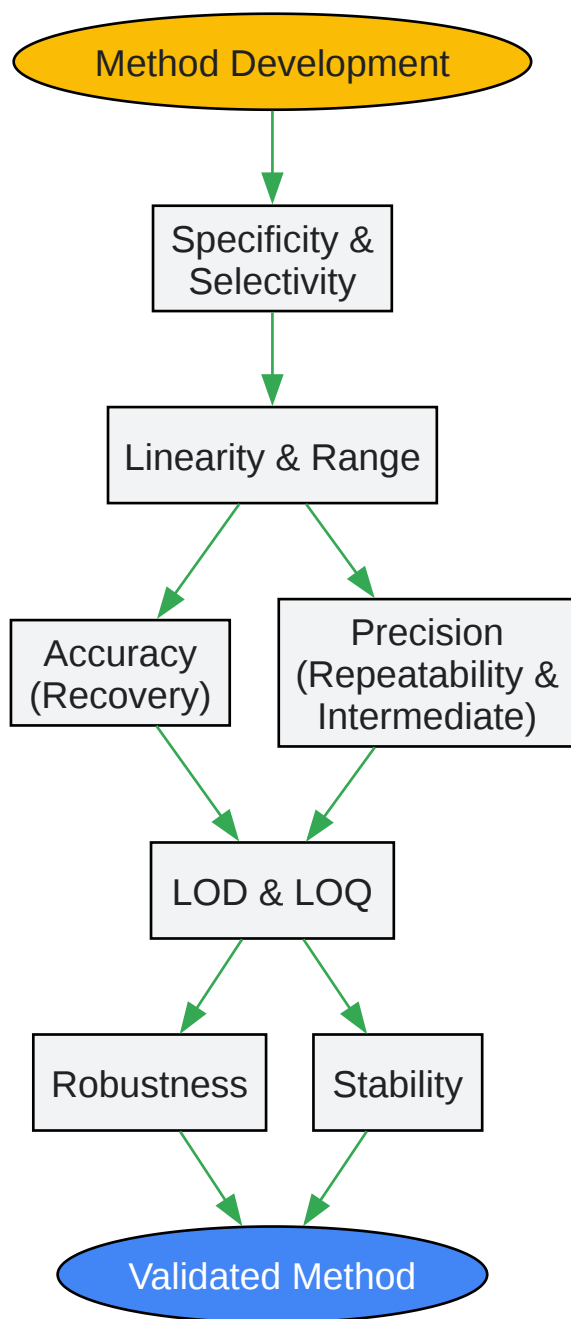 Method Development
Specificity &
Selectivity
Linearity & Range
Accuracy
(Recovery)
Precision
(Repeatability &
Intermediate)
LOD & LOQ
Robustness
Stability
Validated Method